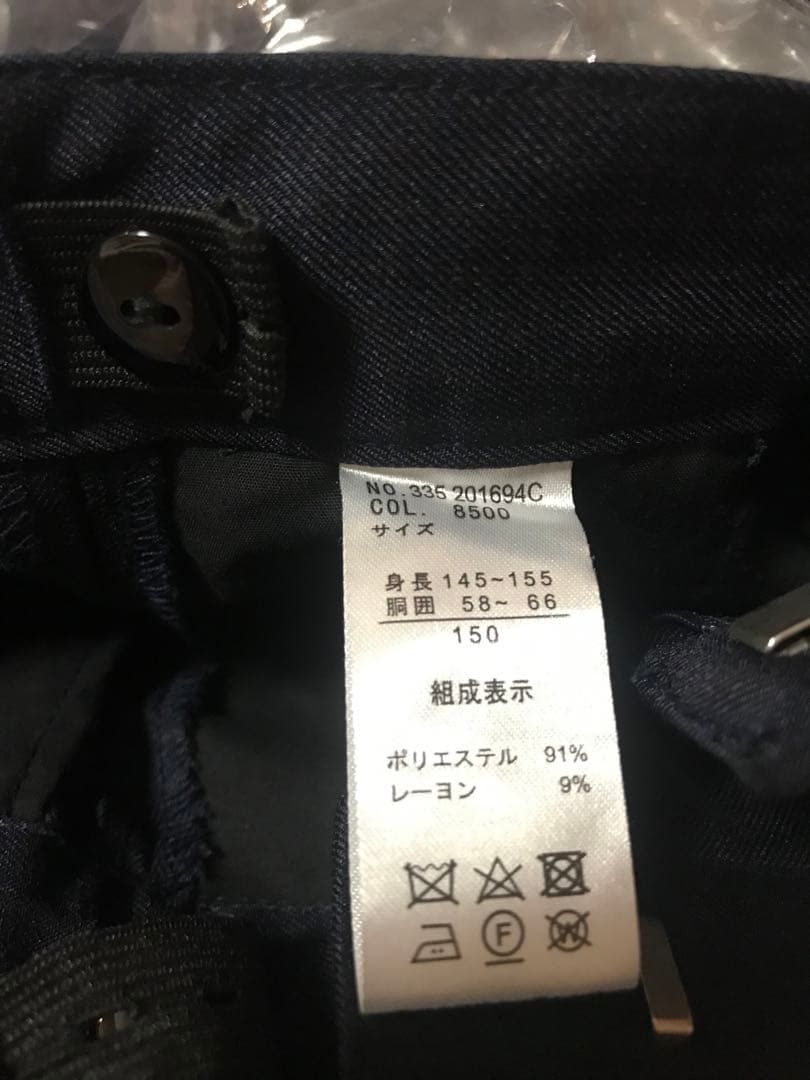 NO.335 201694C
COL. 8500
サイズ
身長 145~155
胴囲 58~ 66
150
組成表示
ポリエステル 91%
レーヨン 9%
F W